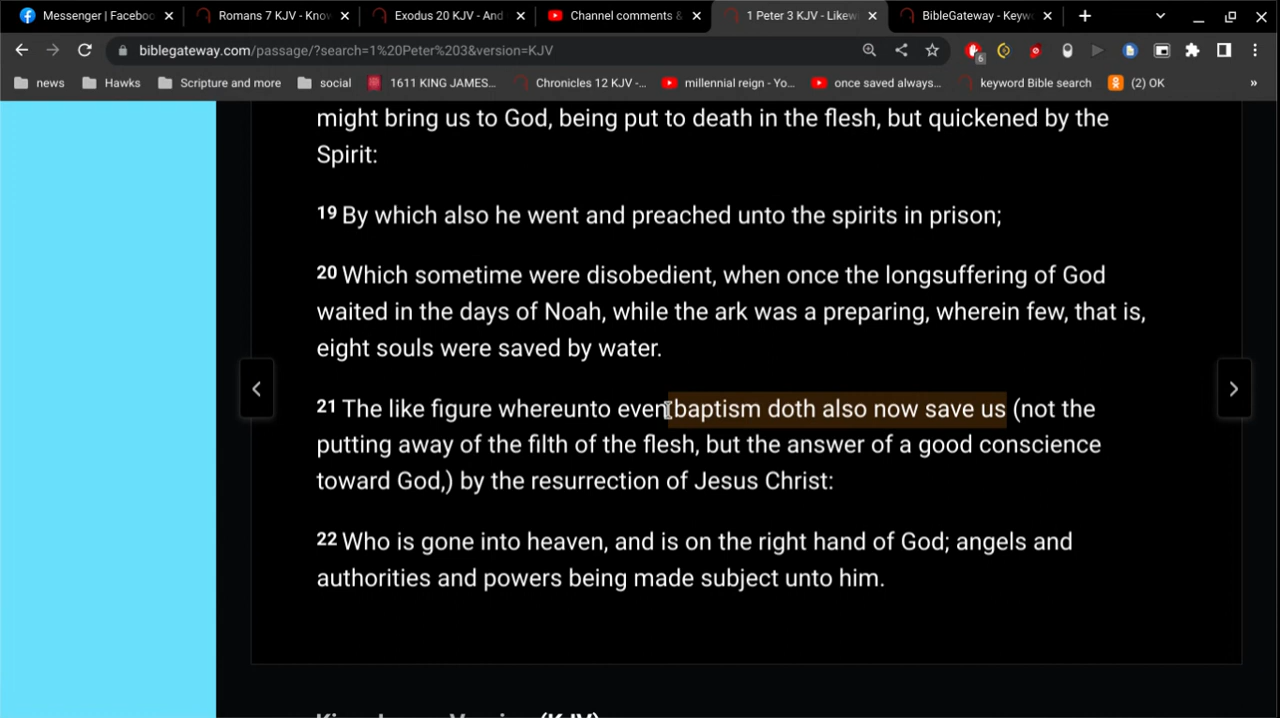 Messenger | Faceboo
Romans 7 KJV - Know
Exodus 20 KJV - And
Channel comments &
1 Peter 3 KJV - Likew
BibleGateway - Keyw
biblegateway.com/passage/?search=1%20Peter%203&version=KJV
6
news
Hawks
Scripture and more
social
1611 KING JAMES...
Chronicles 12 KJV -...
millennial reign - Yo...
once saved always...
keyword Bible search
(2) OK
»
might bring us to God, being put to death in the flesh, but quickened by the
Spirit:
19 By which also he went and preached unto the spirits in prison;
20 Which sometime were disobedient, when once the longsuffering of God
waited in the days of Noah, while the ark was a preparing, wherein few, that is,
eight souls were saved by water.
21 The like figure whereunto even baptism doth also now save us (not the
putting away of the filth of the flesh, but the answer of a good conscience
toward God,) by the resurrection of Jesus Christ:
22 Who is gone into heaven, and is on the right hand of God; angels and
authorities and powers being made subject unto him.
King James Version (KJV)